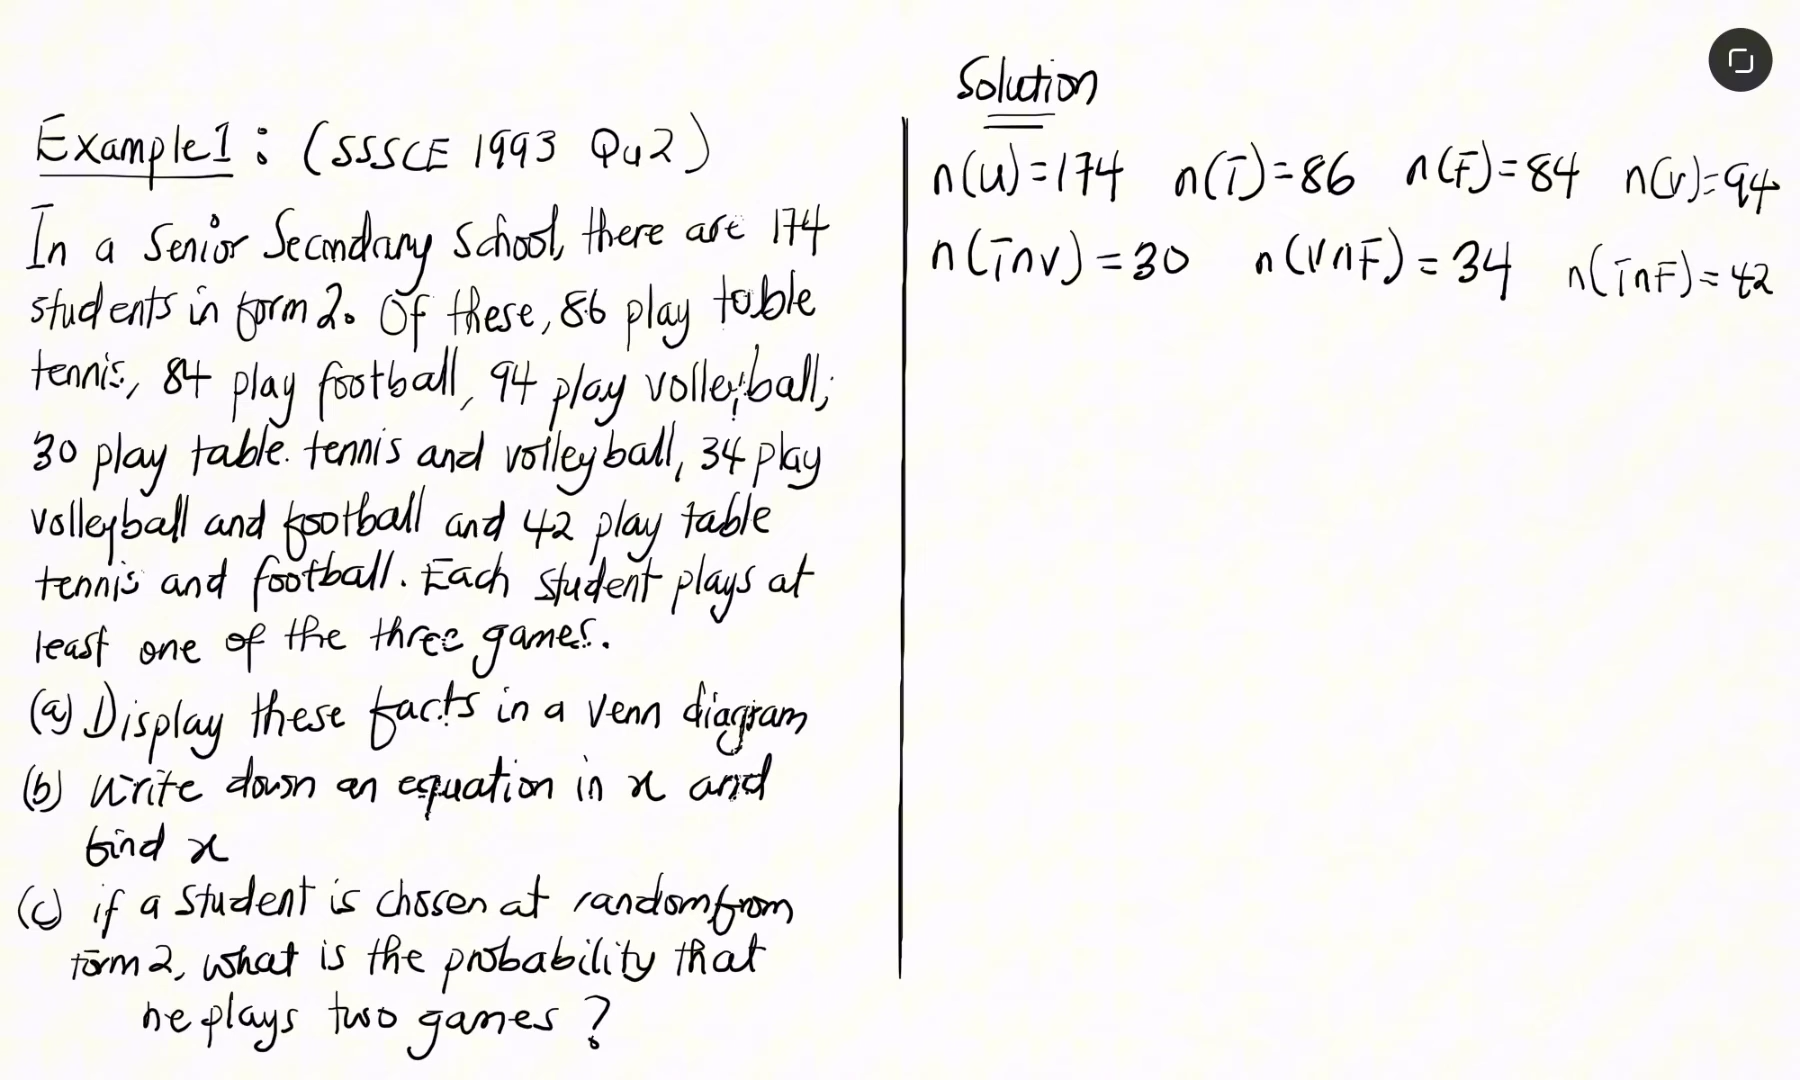 Example 1 : (SSSCE 1993 Qu2)
In a Senior Secondary School, there are 174
students in form 2. Of these, 86 play table
tennis, 84 play football, 94 play volleyball;
30 play table tennis and volleyball, 34 play
volleyball and football and 42 play table
tennis and football. Each student plays at
least one of the three games.
(a) Display these facts in a venn diagram
(b) Write down an equation in x and
find x
(c) if a student is chosen at random from
form 2, what is the probability that
he plays two games ?
Solution
n(U)=174 n(T)=86 n(F)=84 n(V)=94
n(T∩V)=30 n(V∩F)=34 n(T∩F)=42